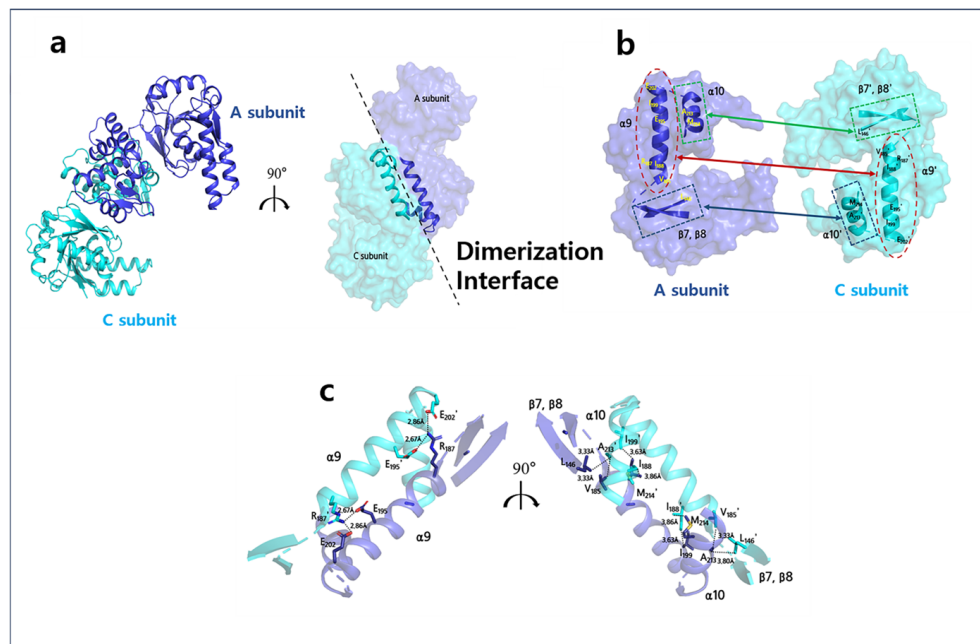 a
A subunit
C subunit
90°
A subunit
C subunit
Dimerization
Interface
b
α9
α10
A subunit
β7, β8
β7', β8'
L146'
R187
α9'
α10'
C subunit
c
α9
E202'
2.86Å
2.67Å
R187
E195'
R187'
2.67Å
E195
2.86Å
E202
α9
90°
β7, β8
α10
I199'
A213'
3.33Å
3.63Å
L146
I188
3.33Å
3.86Å
V185
M214'
I188'
M214
V185'
3.86Å
3.33Å
L146'
3.63Å
I199
A213
3.80Å
β7, β8
α10